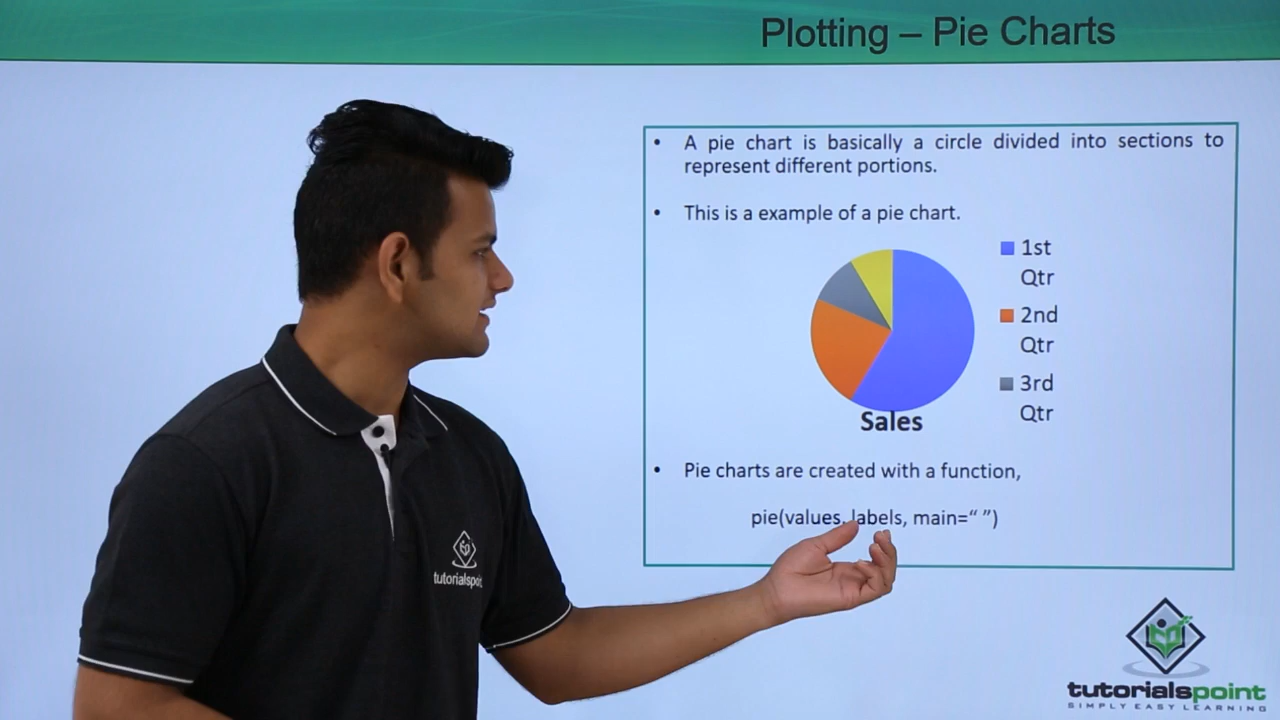 Plotting – Pie Charts
• A pie chart is basically a circle divided into sections to
represent different portions.
• This is a example of a pie chart.
1st
Qtr
2nd
Qtr
3rd
Qtr
Sales
• Pie charts are created with a function,
pie(values, labels, main=“ ”)
tutorialspoint
tutorialspoint
SIMPLY EASY LEARNING